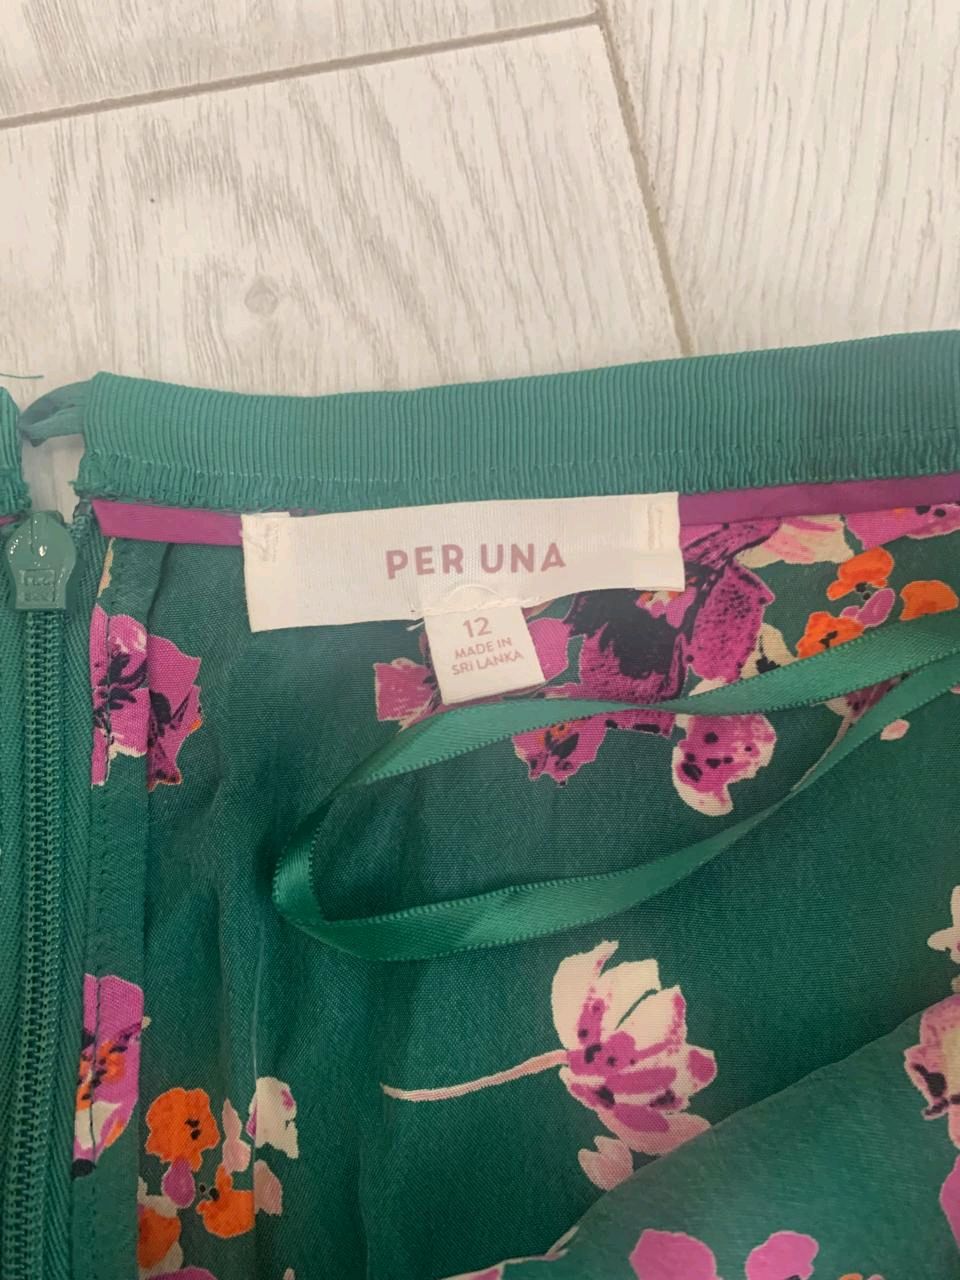 PER UNA
12
MADE IN
SRI LANKA